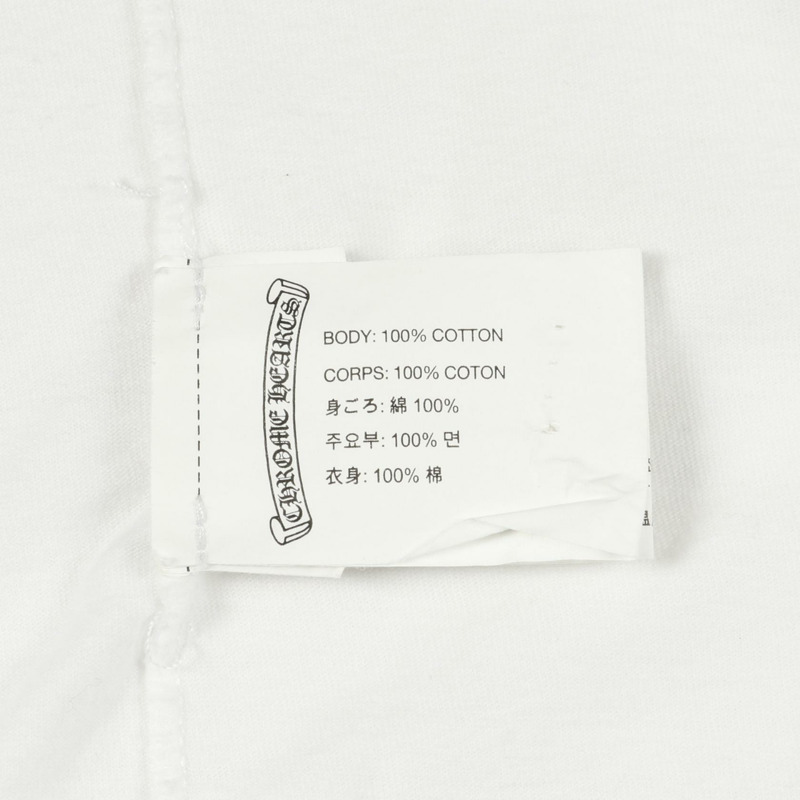 CHROME HEARTS
BODY: 100% COTTON
CORPS: 100% COTON
身ごろ: 綿 100%
주요부: 100% 면
衣身: 100% 棉